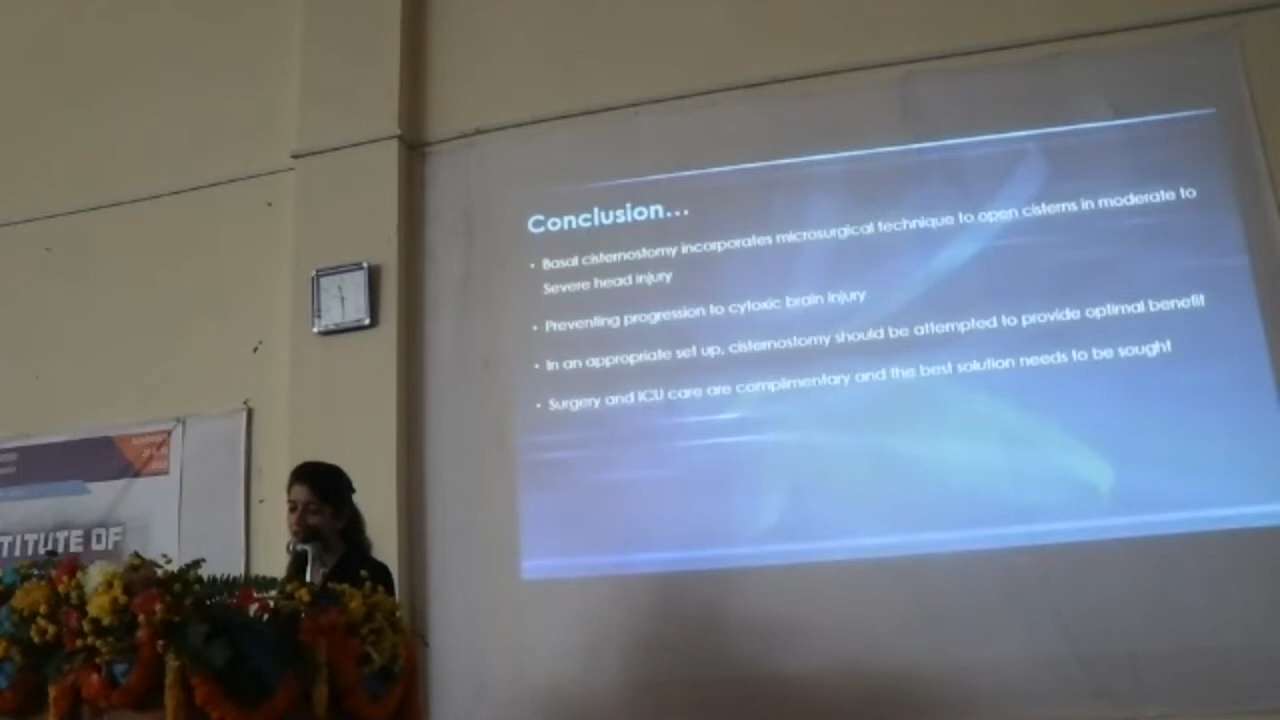 Conclusion...
• Basal cisternostomy incorporates microsurgical technique to open cisterns in moderate to
Severe head injury
• Preventing progression to cytoxic brain injury
• In an appropriate set up, cisternostomy should be attempted to provide optimal benefit
• Surgery and ICU care are complimentary and the best solution needs to be sought
TITUTE OF